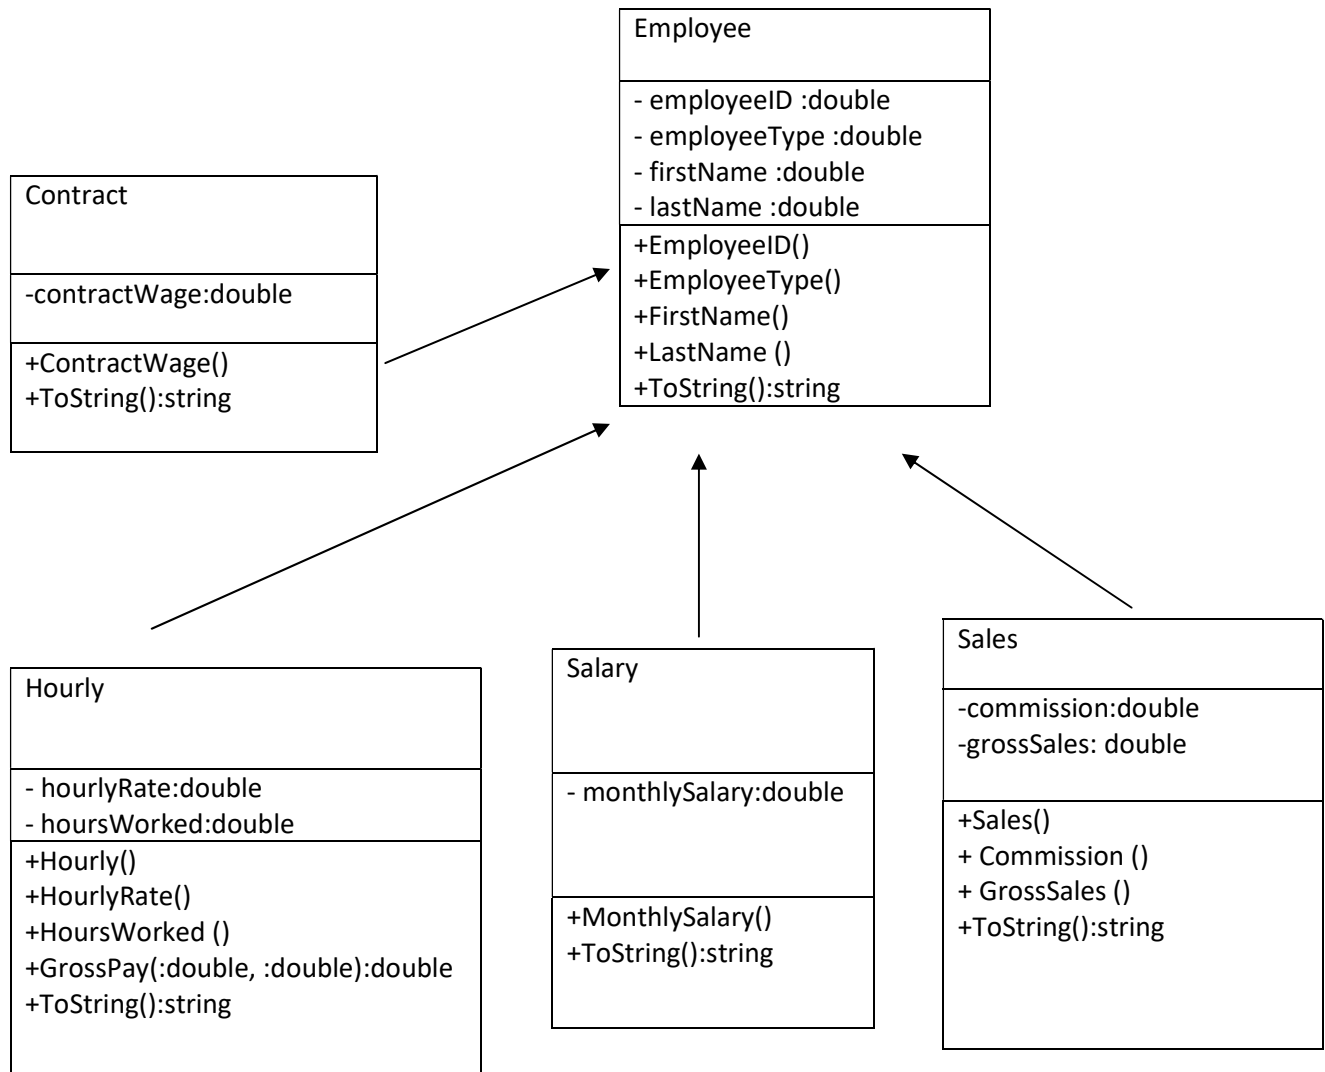 Employee
- employeeID :double
- employeeType :double
- firstName :double
- lastName :double
+EmployeeID()
+EmployeeType()
+FirstName()
+LastName ()
+ToString():string
Contract
-contractWage:double
+ContractWage()
+ToString():string
Hourly
- hourlyRate:double
- hoursWorked:double
+Hourly()
+HourlyRate()
+HoursWorked ()
+GrossPay(:double, :double):double
+ToString():string
Salary
- monthlySalary:double
+MonthlySalary()
+ToString():string
Sales
-commission:double
-grossSales: double
+Sales()
+ Commission ()
+ GrossSales ()
+ToString():string